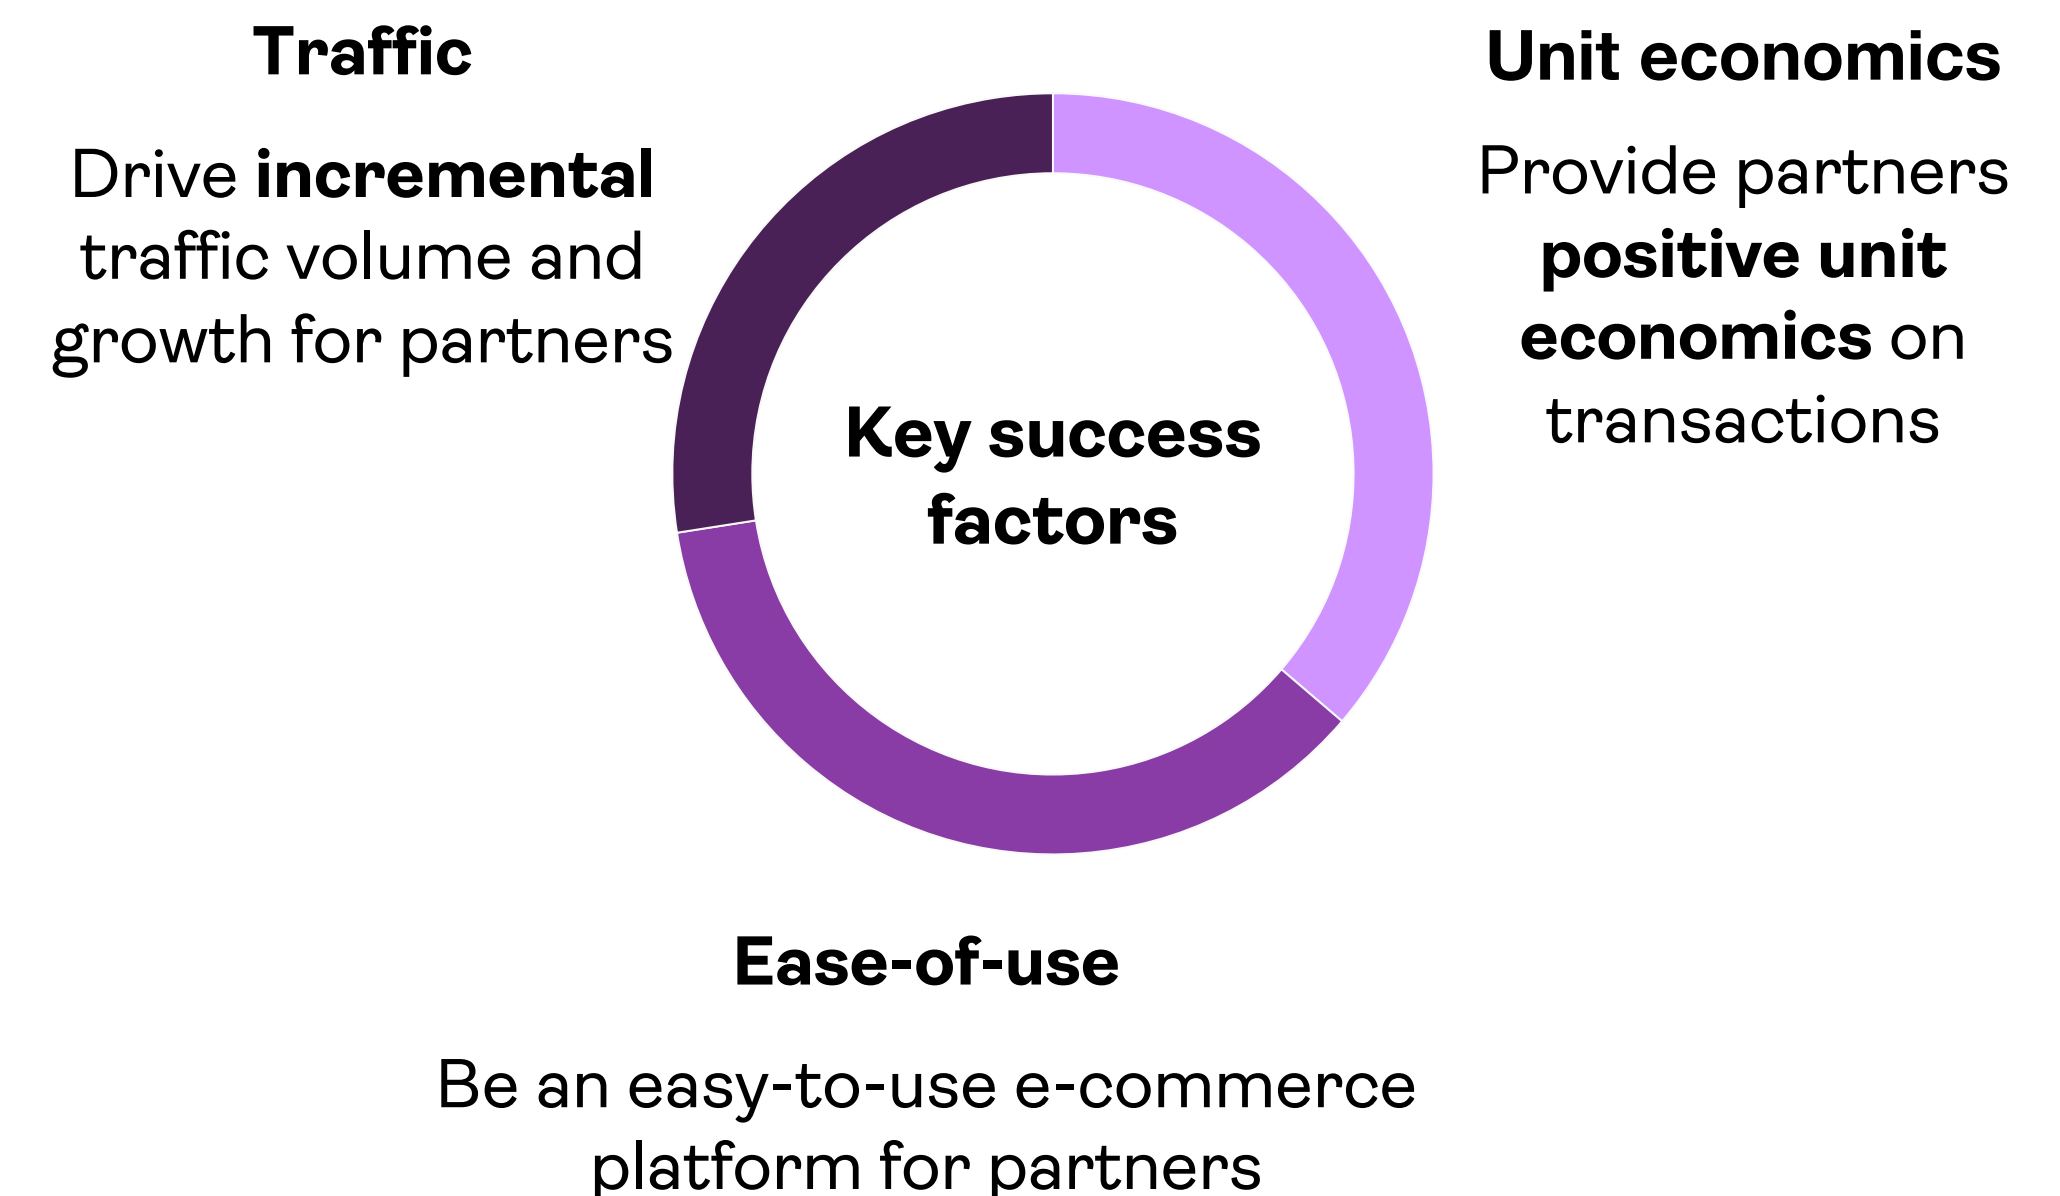 Traffic
Drive incremental
traffic volume and
growth for partners
Unit economics
Provide partners
positive unit
economics on
transactions
Key success
factors
Ease-of-use
Be an easy-to-use e-commerce
platform for partners